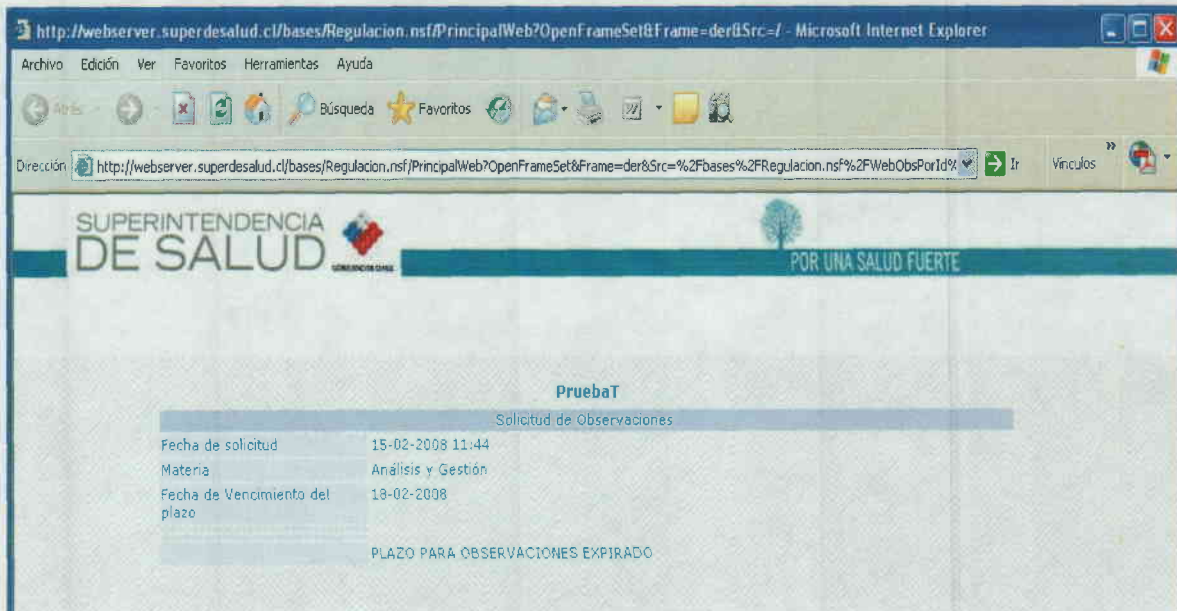 http://webserver.superdesalud.cl/bases/Regulacion.nsf/PrincipalWeb?OpenFrameSet&Frame=der&Src=/ - Microsoft Internet Explorer
Archivo Edición Ver Favoritos Herramientas Ayuda
Atrás Búsqueda Favoritos
Dirección http://webserver.superdesalud.cl/bases/Regulacion.nsf/PrincipalWeb?OpenFrameSet&Frame=der&Src=%2Fbases%2FRegulacion.nsf%2FWebObsPorId% Ir Vínculos »
SUPERINTENDENCIA
DE SALUD
POR UNA SALUD FUERTE
PruebaT
Solicitud de Observaciones
Fecha de solicitud 15-02-2008 11:44
Materia Análisis y Gestión
Fecha de Vencimiento del plazo 18-02-2008
PLAZO PARA OBSERVACIONES EXPIRADO